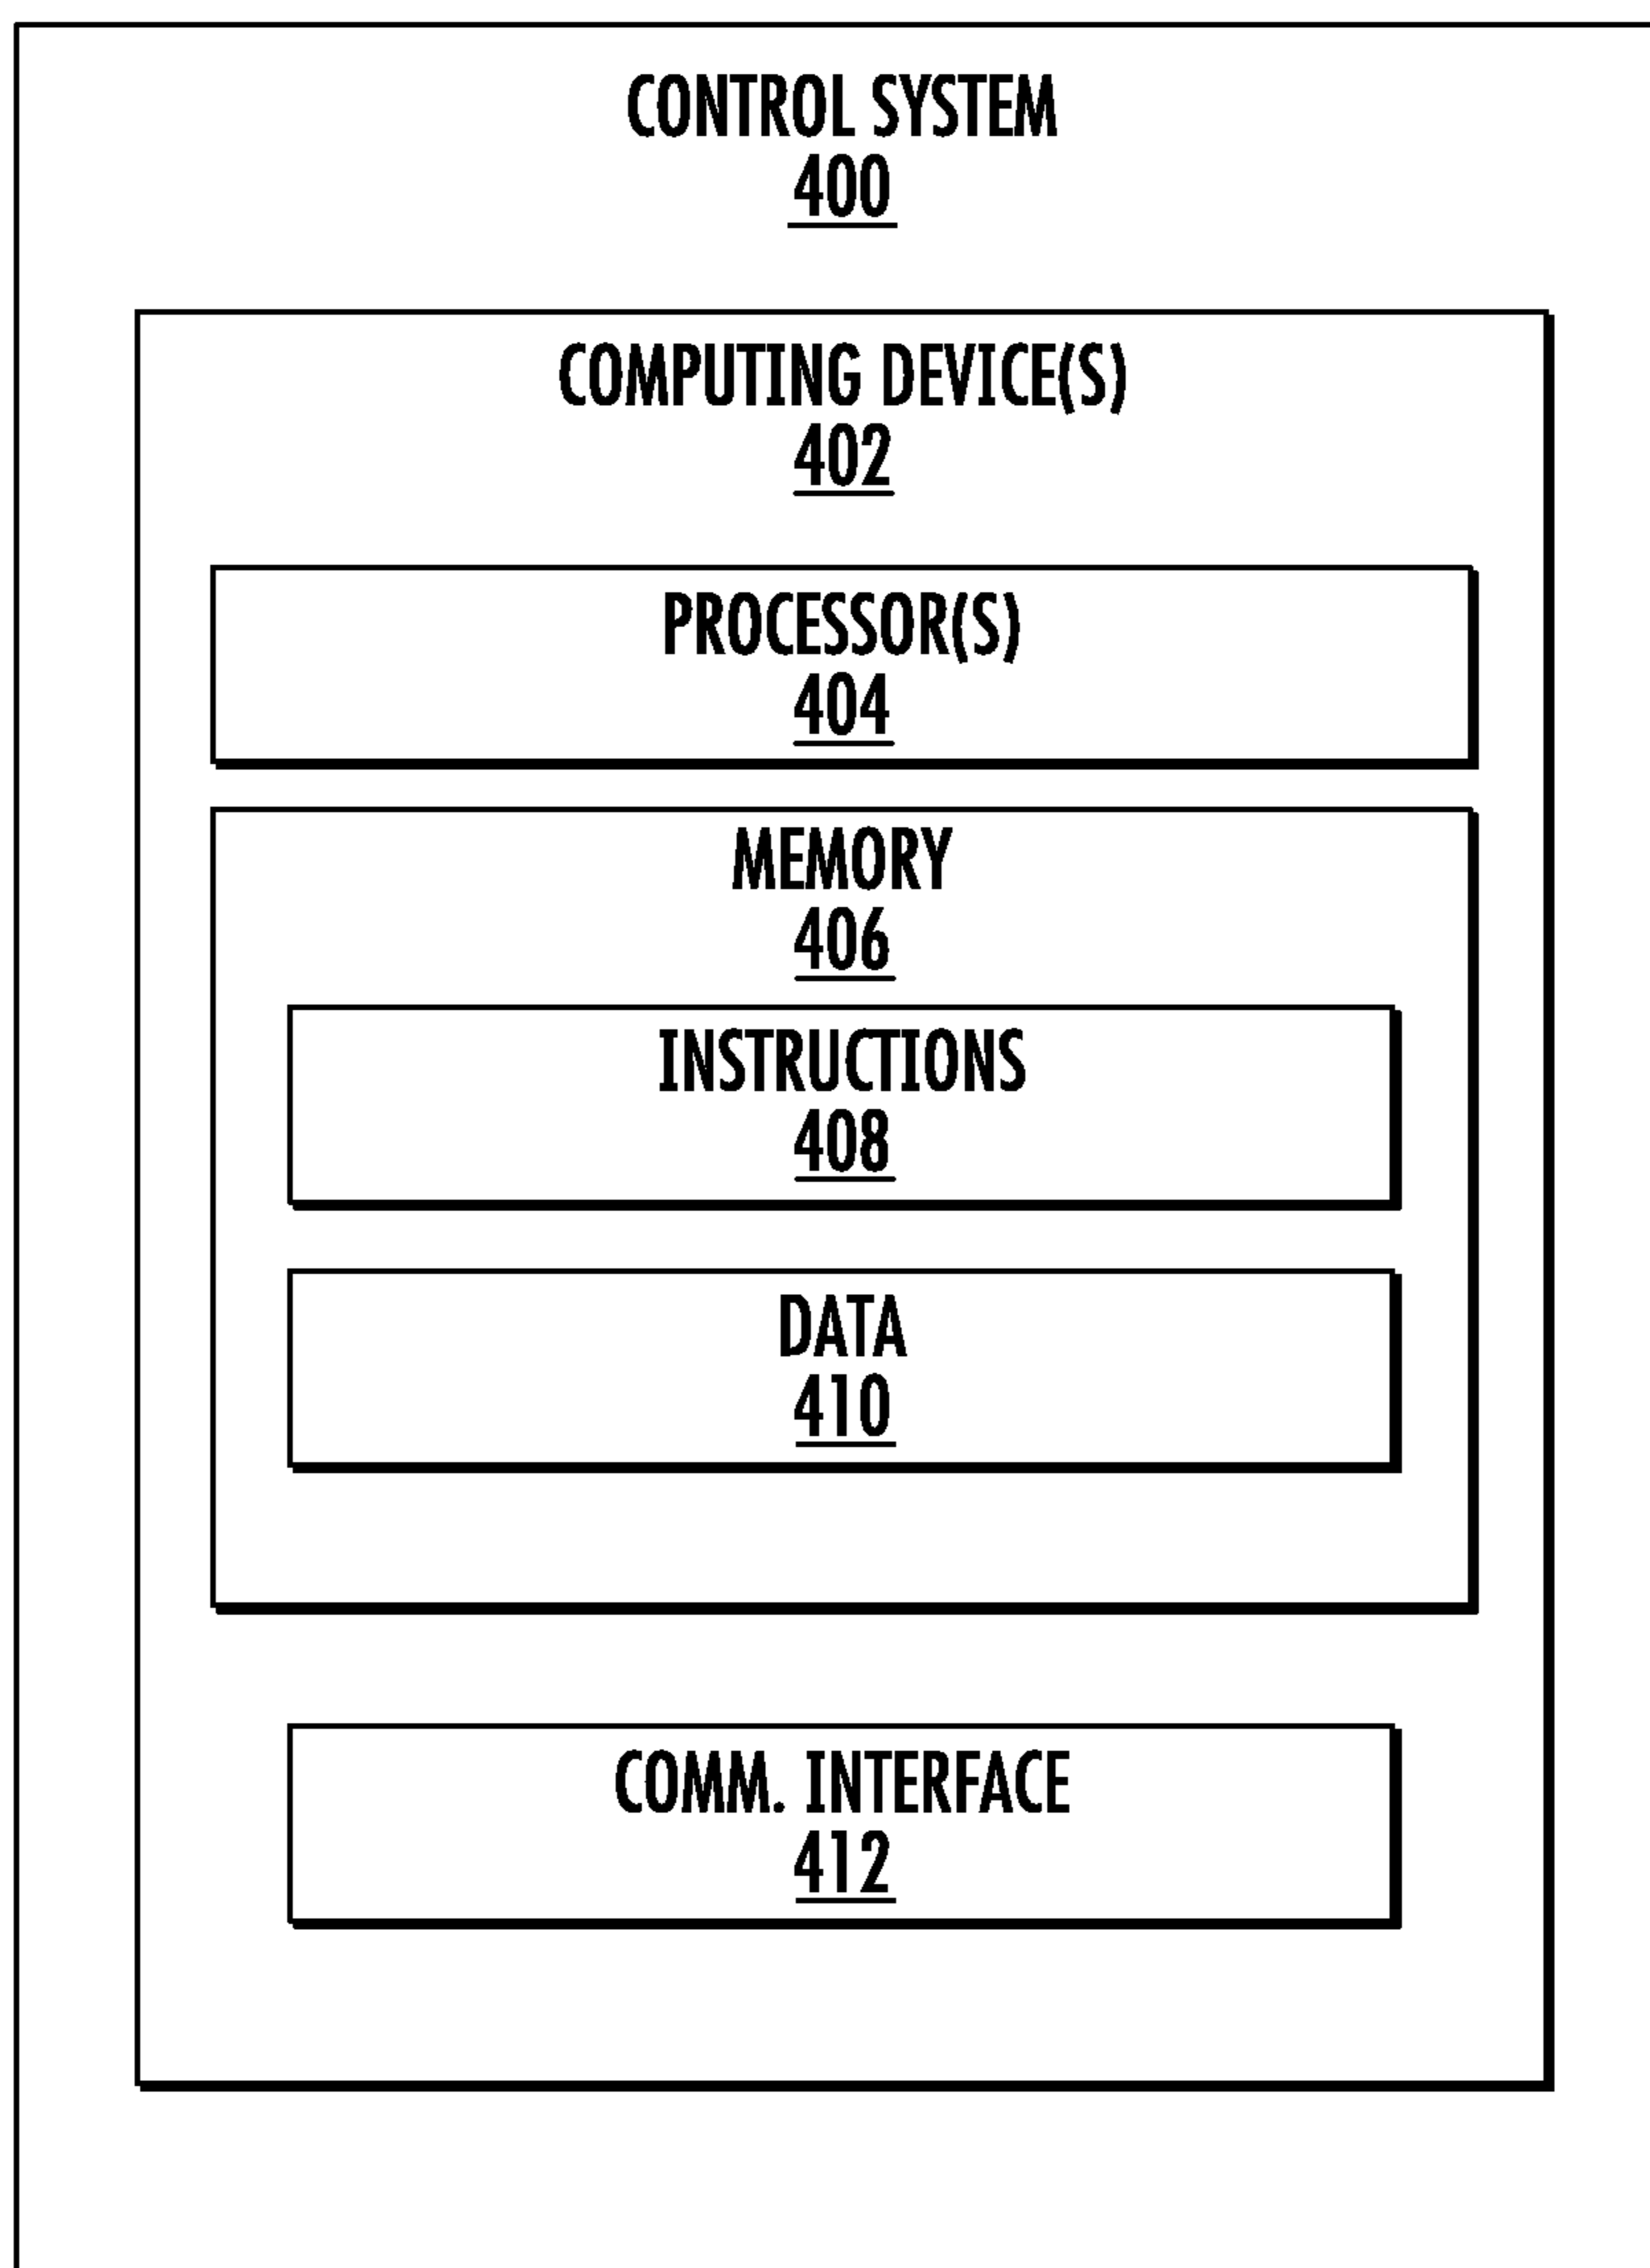 CONTROL SYSTEM
400
COMPUTING DEVICE(S)
402
PROCESSOR(S)
404
MEMORY
406
INSTRUCTIONS
408
DATA
410
COMM. INTERFACE
412